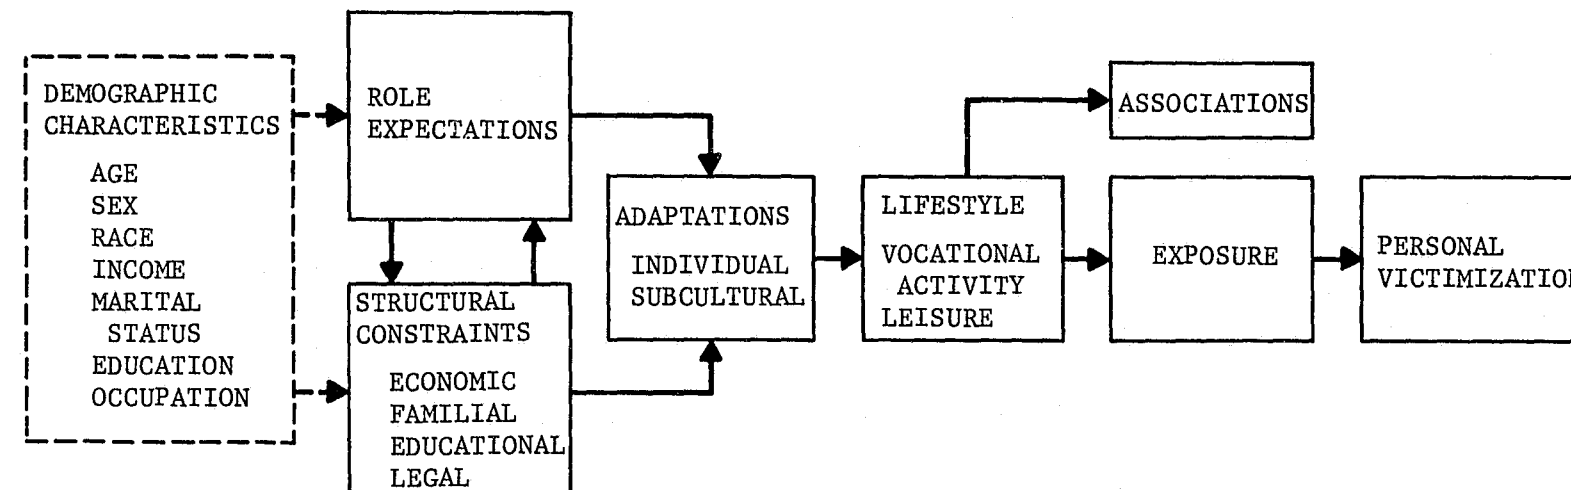 DEMOGRAPHIC
CHARACTERISTICS
AGE
SEX
RACE
INCOME
MARITAL
STATUS
EDUCATION
OCCUPATION
ROLE
EXPECTATIONS
STRUCTURAL
CONSTRAINTS
ECONOMIC
FAMILIAL
EDUCATIONAL
LEGAL
ADAPTATIONS
INDIVIDUAL
SUBCULTURAL
LIFESTYLE
VOCATIONAL
ACTIVITY
LEISURE
ASSOCIATIONS
EXPOSURE
PERSONAL
VICTIMIZATION